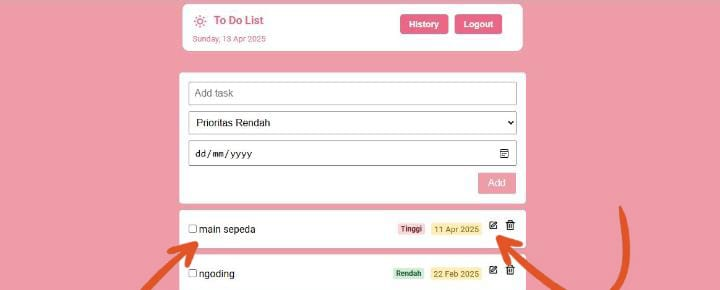 To Do List
History
Logout
Sunday, 13 Apr 2025
Add task
Prioritas Rendah
dd/mm/yyyy
Add
main sepeda
Tinggi
11 Apr 2025
ngoding
Rendah
22 Feb 2025